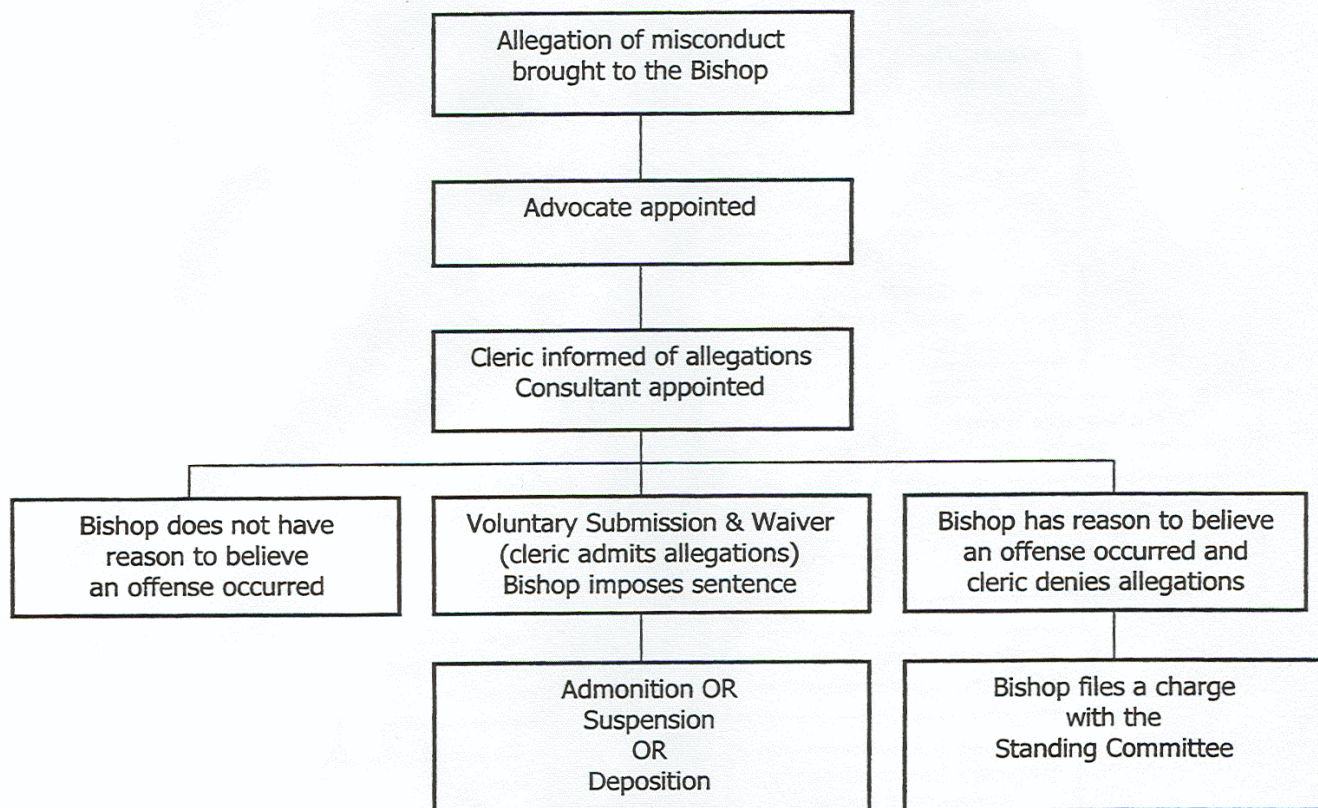 Allegation of misconduct
brought to the Bishop
Advocate appointed
Cleric informed of allegations
Consultant appointed
Bishop does not have
reason to believe
an offense occurred
Voluntary Submission & Waiver
(cleric admits allegations)
Bishop imposes sentence
Bishop has reason to believe
an offense occurred and
cleric denies allegations
Admonition OR
Suspension
OR
Deposition
Bishop files a charge
with the
Standing Committee